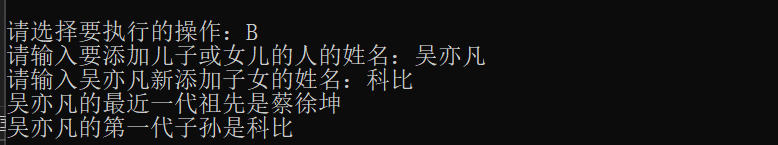 请选择要执行的操作：B
请输入要添加儿子或女儿的人的姓名：吴亦凡
请输入吴亦凡新添加子女的姓名：科比
吴亦凡的最近一代祖先是蔡徐坤
吴亦凡的第一代子孙是科比